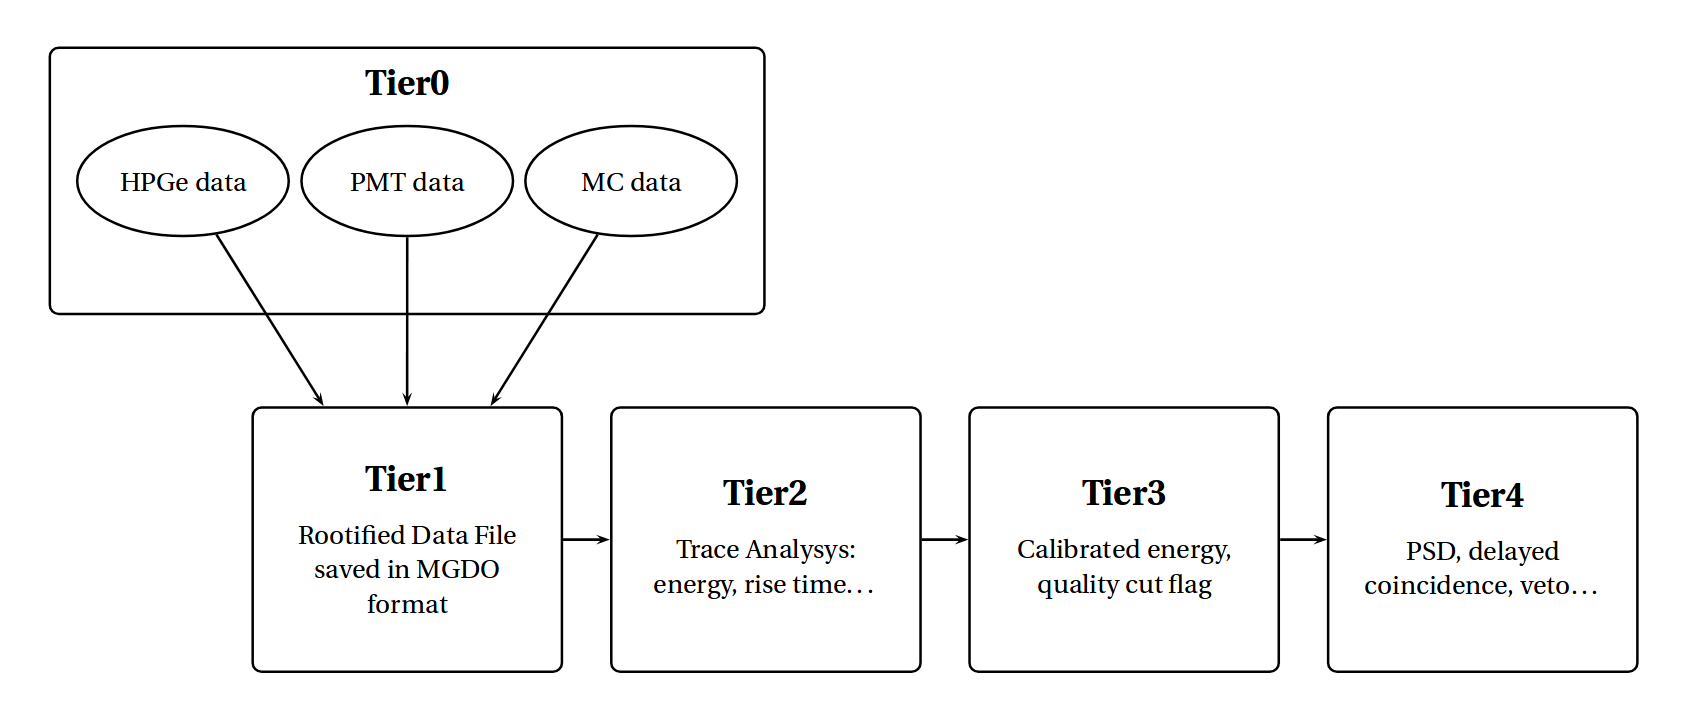 Tier0
HPGe data
PMT data
MC data
Tier1
Rootified Data File
saved in MGDO
format
Tier2
Trace Analysys:
energy, rise time...
Tier3
Calibrated energy,
quality cut flag
Tier4
PSD, delayed
coincidence, veto...